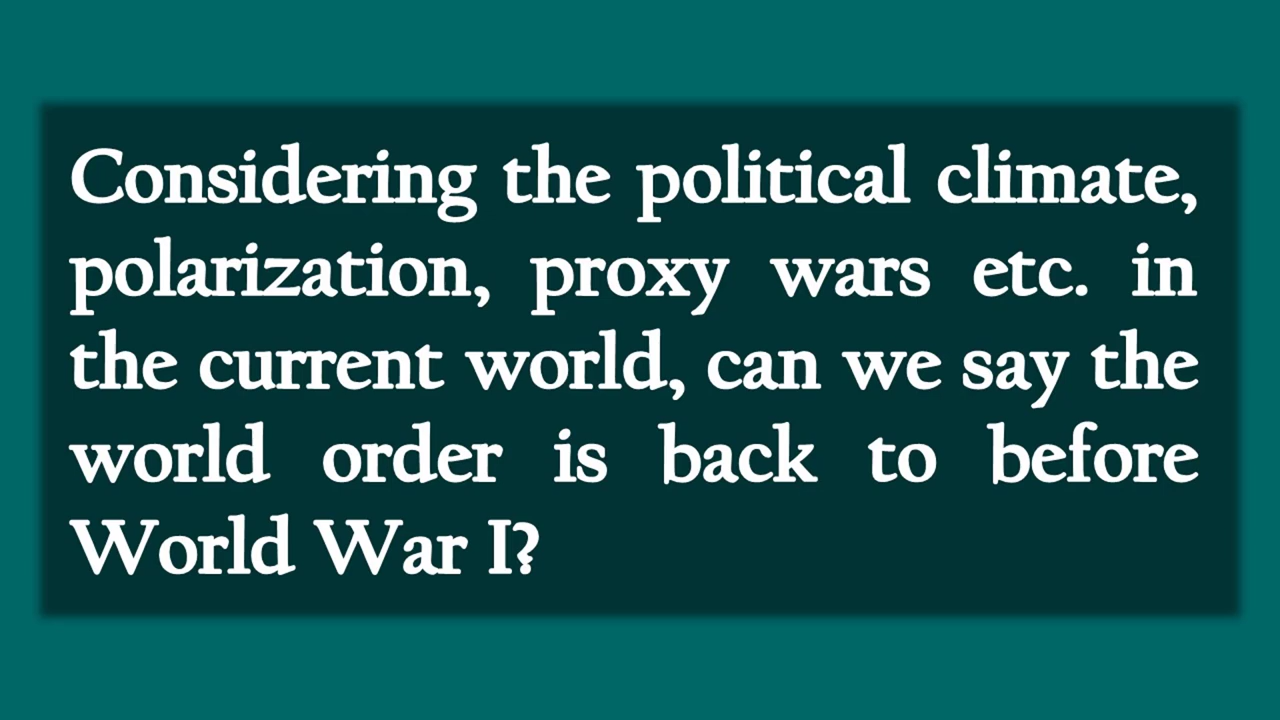 Considering the political climate,
polarization, proxy wars etc. in
the current world, can we say the
world order is back to before
World War I?